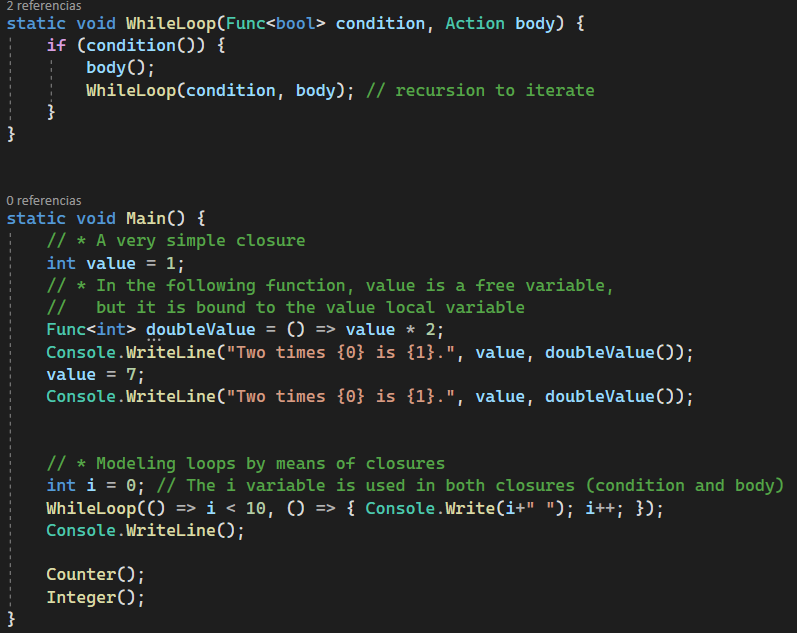 2 referencias
static void WhileLoop(Func<bool> condition, Action body) {
    if (condition()) {
        body();
        WhileLoop(condition, body); // recursion to iterate
    }
}
0 referencias
static void Main() {
    // * A very simple closure
    int value = 1;
    // * In the following function, value is a free variable,
    //   but it is bound to the value local variable
    Func<int> doubleValue = () => value * 2;
    Console.WriteLine("Two times {0} is {1}.", value, doubleValue());
    value = 7;
    Console.WriteLine("Two times {0} is {1}.", value, doubleValue());
    // * Modeling loops by means of closures
    int i = 0; // The i variable is used in both closures (condition and body)
    WhileLoop(() => i < 10, () => { Console.Write(i+" "); i++; });
    Console.WriteLine();
    Counter();
    Integer();
}